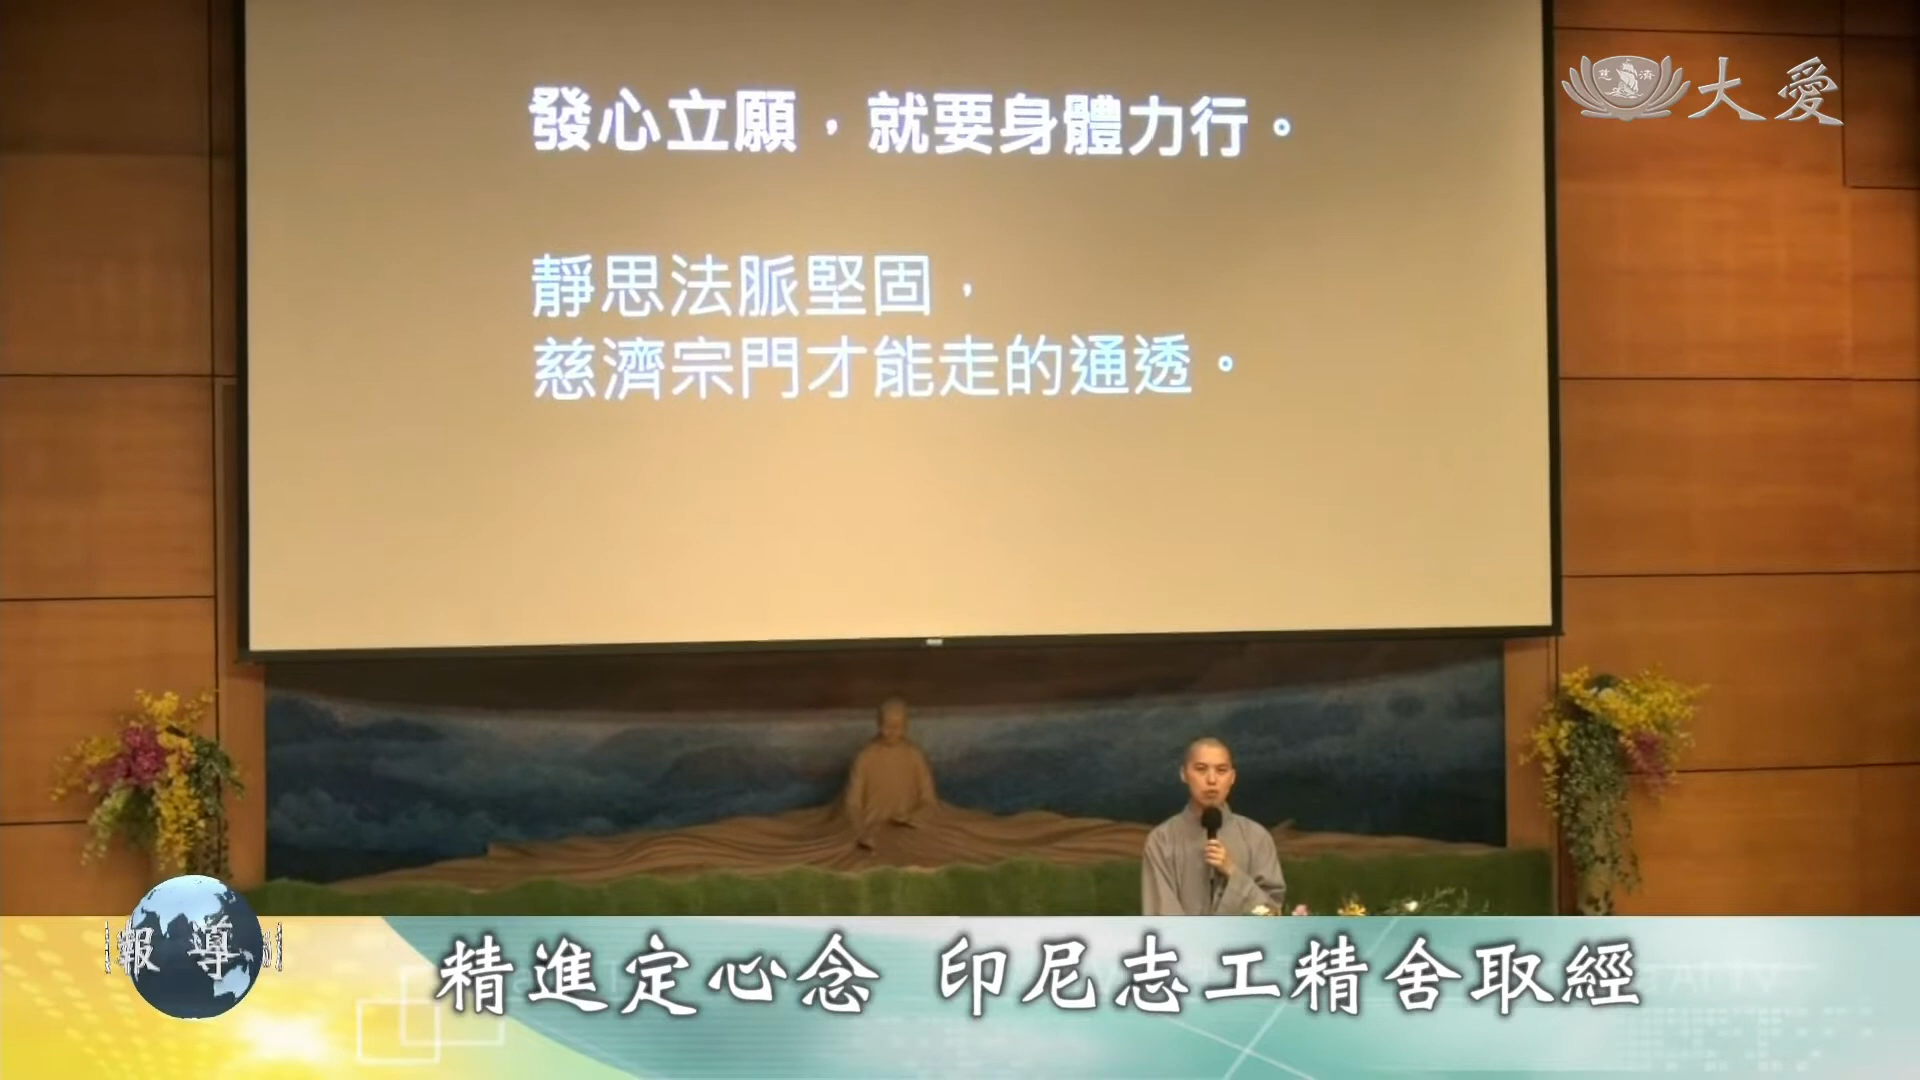 發心立願，就要身體力行。
慈濟 大愛
靜思法脈堅固，
慈濟宗門才能走的通透。
報導
精進定心念 印尼志工精舍取經